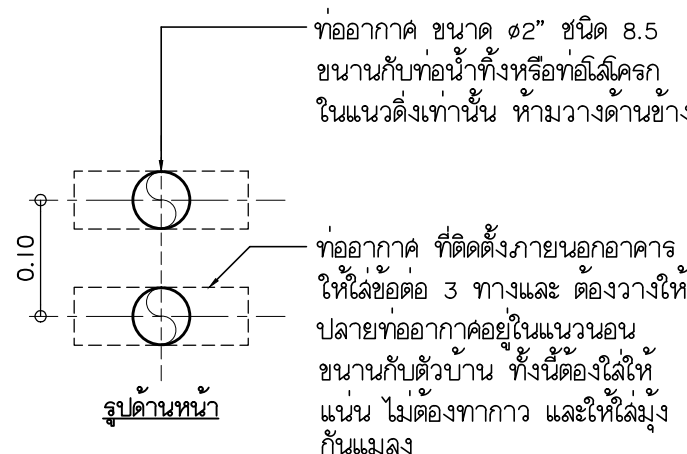 ท่ออากาศ ขนาด ø2” ชนิด 8.5
ขนานกับท่อน้ำทิ้งหรือท่อโสโครก
ในแนวดิ่งเท่านั้น ห้ามวางด้านข้าง
0.10
ท่ออากาศ ที่ติดตั้งภายนอกอาคาร
ให้ใส่ข้อต่อ 3 ทางและ ต้องวางให้
ปลายท่ออากาศอยู่ในแนวนอน
ขนานกับตัวบ้าน ทั้งนี้ต้องใส่ให้
แน่น ไม่ต้องทากาว และให้ใส่มุ้ง
กันแมลง
รูปด้านหน้า